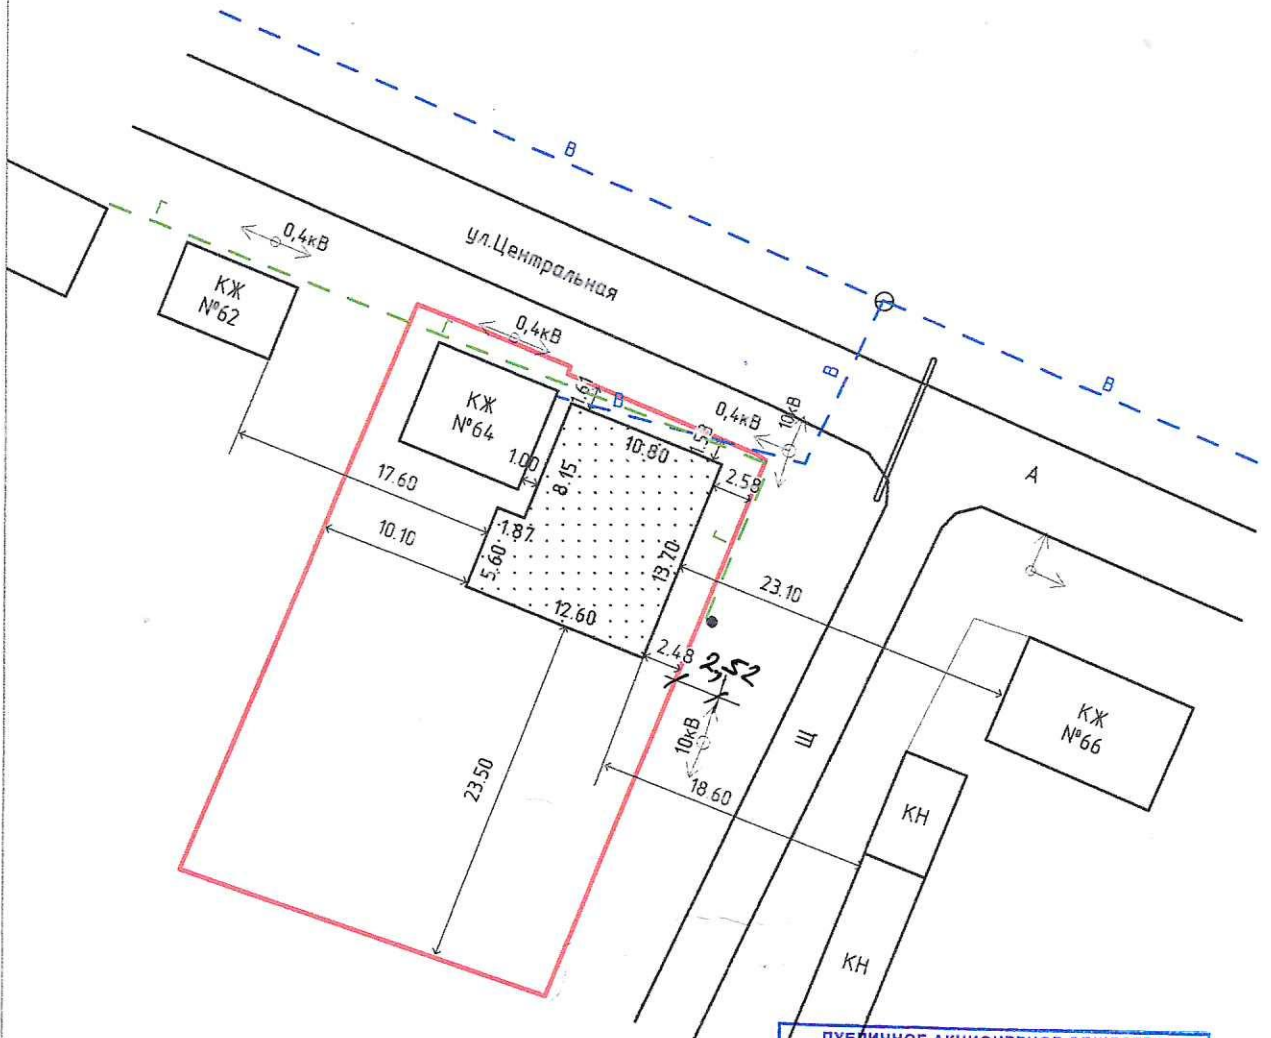 В
Г
0,4кВ
ул.Центральная
КЖ
№62
Г
0,4кВ
В
В
КЖ
№64
1.61
В
0,4кВ
10кВ
1.53
10.80
А
1.00
8.15
2.58
17.60
10.10
1.87
5.60
13.70
Г
23.10
12.60
2.48
2,52
КЖ
№66
10кВ
Щ
23.50
18.60
КН
КН